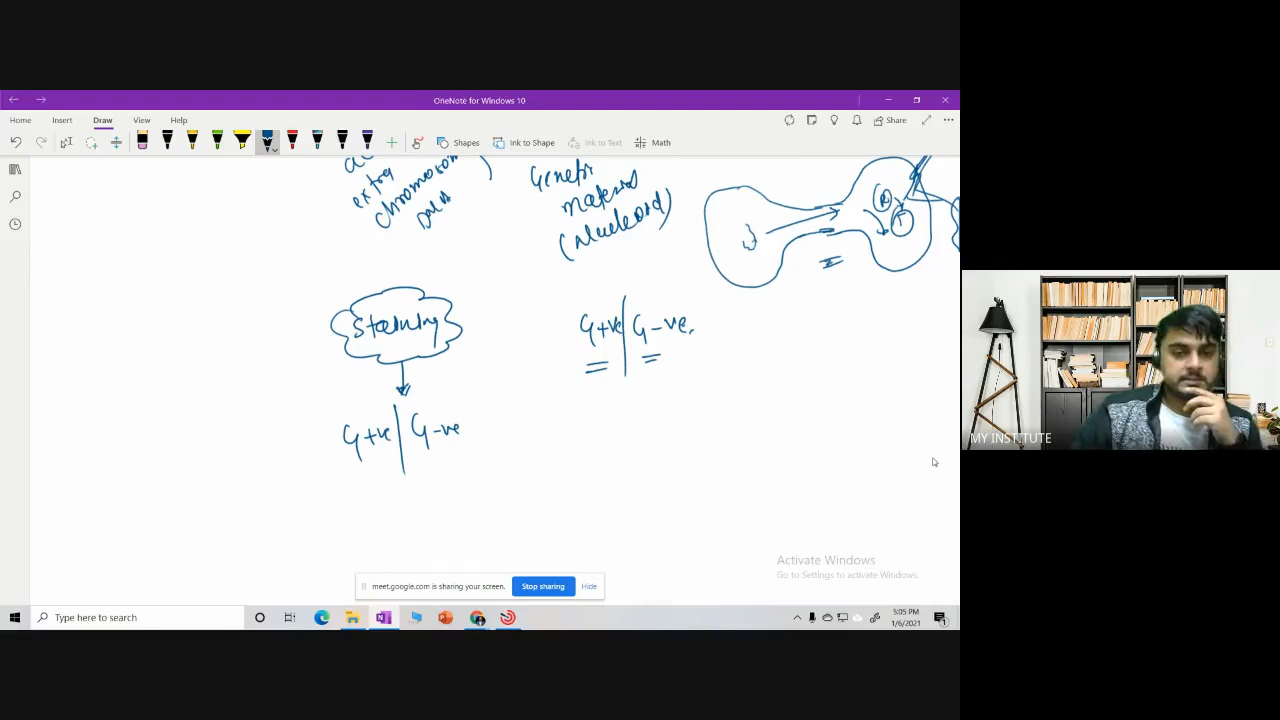 OneNote for Windows 10
Home Insert Draw View Help
Share
Shapes Ink to Shape Ink to Text Math
extra
chromosom
Genetic
material
(Nucleoid)
R
T
Staining
G+ve G-ve
G+ve G-ve
MY INSTITUTE
Activate Windows
Go to Settings to activate Windows.
meet.google.com is sharing your screen. Stop sharing Hide
Type here to search
5:05 PM
1/6/2021
1